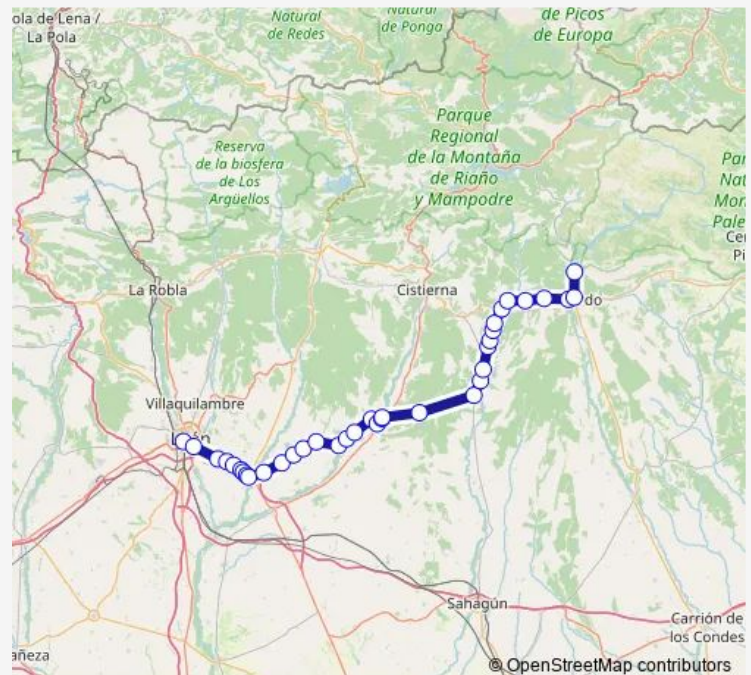 ola de Lena /
La Pola
Natural
de Redes
Natural
de Ponga
de Picos
de Europa
Parque
Regional
de la Montaña
de Riaño
y Mampodre
Reserva
de la biosfera
de Los
Argüellos
Par
Nat
Mon
Pale
Cer
Pi
La Robla
Cistierna
do
Villaquilambre
Sahagún
Carrión de
los Condes
añeza
© OpenStreetMap contributors